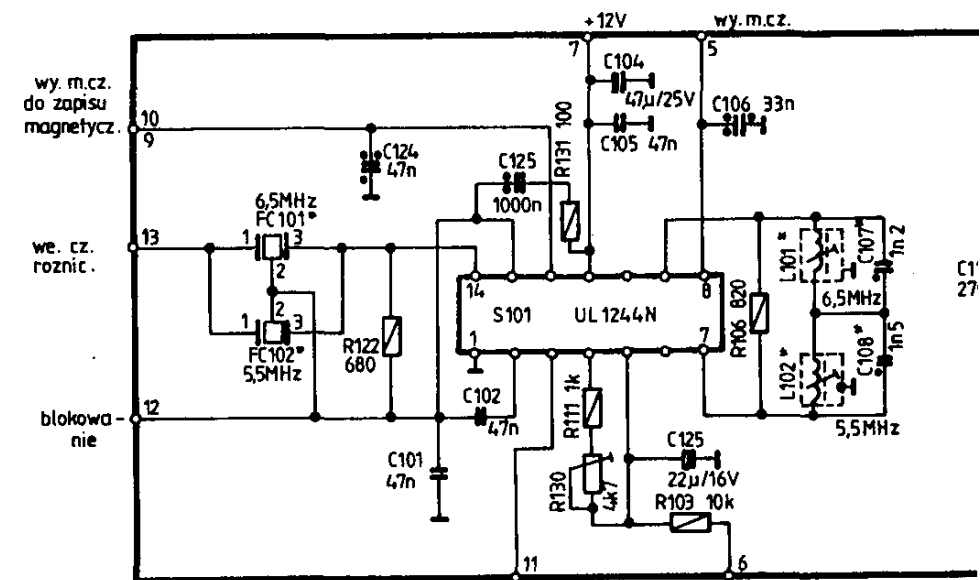 +12V
wy.m.cz.
7
5
wy. m.cz.
do zapisu
magnetycz.
10
9
C104
47µ/25V
C106 33n
C105 47n
R131 100
C124
47n
C125
1000n
6,5MHz
FC101*
we. cz.
roznic.
13
1
3
2
2
1
3
FC102*
5,5MHz
R122
680
14
8
S101 UL1244N
1
7
R106 820
L101*
C107*
1n2
6,5MHz
L102*
C108*
1n5
5,5MHz
C11
27
blokowa-
nie
12
C102
47n
C101
47n
R111 1k
R130
4k7
C125
22µ/16V
R103 10k
11
6